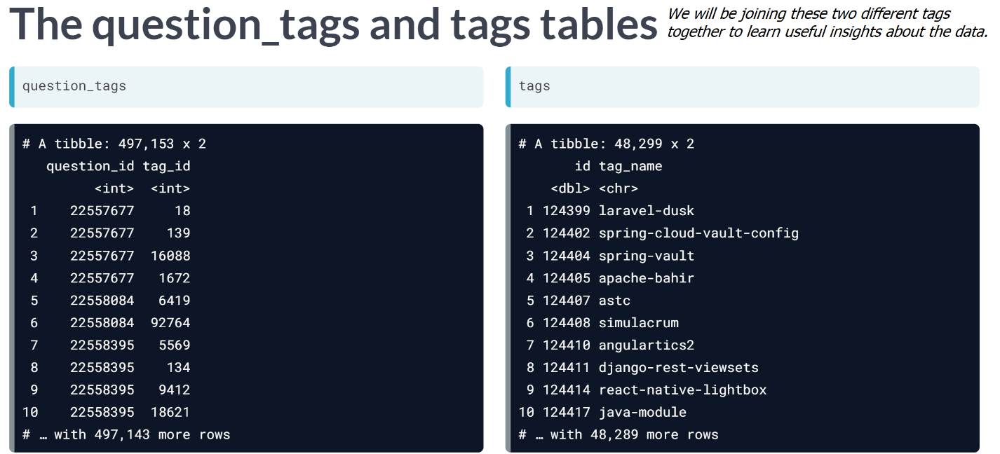 The question_tags and tags tables
We will be joining these two different tags
together to learn useful insights about the data.
question_tags
# A tibble: 497,153 x 2
question_id tag_id
<int> <int>
1 22557677 18
2 22557677 139
3 22557677 16088
4 22557677 1672
5 22558084 6419
6 22558084 92764
7 22558395 5569
8 22558395 134
9 22558395 9412
10 22558395 18621
# … with 497,143 more rows
tags
# A tibble: 48,299 x 2
id tag_name
<dbl> <chr>
1 124399 laravel-dusk
2 124402 spring-cloud-vault-config
3 124404 spring-vault
4 124405 apache-bahir
5 124407 astc
6 124408 simulacrum
7 124410 angulartics2
8 124411 django-rest-viewsets
9 124414 react-native-lightbox
10 124417 java-module
# … with 48,289 more rows